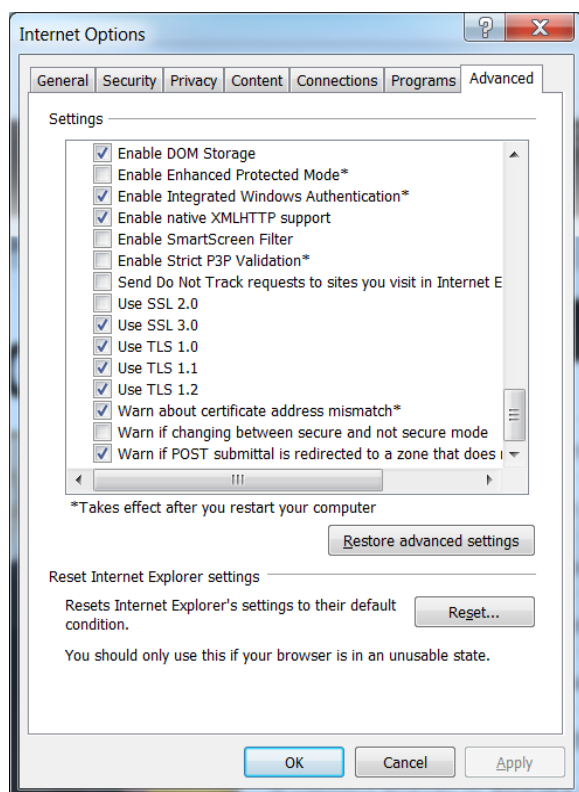 Internet Options
General Security Privacy Content Connections Programs Advanced
Settings
Enable DOM Storage
Enable Enhanced Protected Mode*
Enable Integrated Windows Authentication*
Enable native XMLHTTP support
Enable SmartScreen Filter
Enable Strict P3P Validation*
Send Do Not Track requests to sites you visit in Internet E
Use SSL 2.0
Use SSL 3.0
Use TLS 1.0
Use TLS 1.1
Use TLS 1.2
Warn about certificate address mismatch*
Warn if changing between secure and not secure mode
Warn if POST submittal is redirected to a zone that does
*Takes effect after you restart your computer
Restore advanced settings
Reset Internet Explorer settings
Resets Internet Explorer's settings to their default
condition.
Reset...
You should only use this if your browser is in an unusable state.
OK Cancel Apply